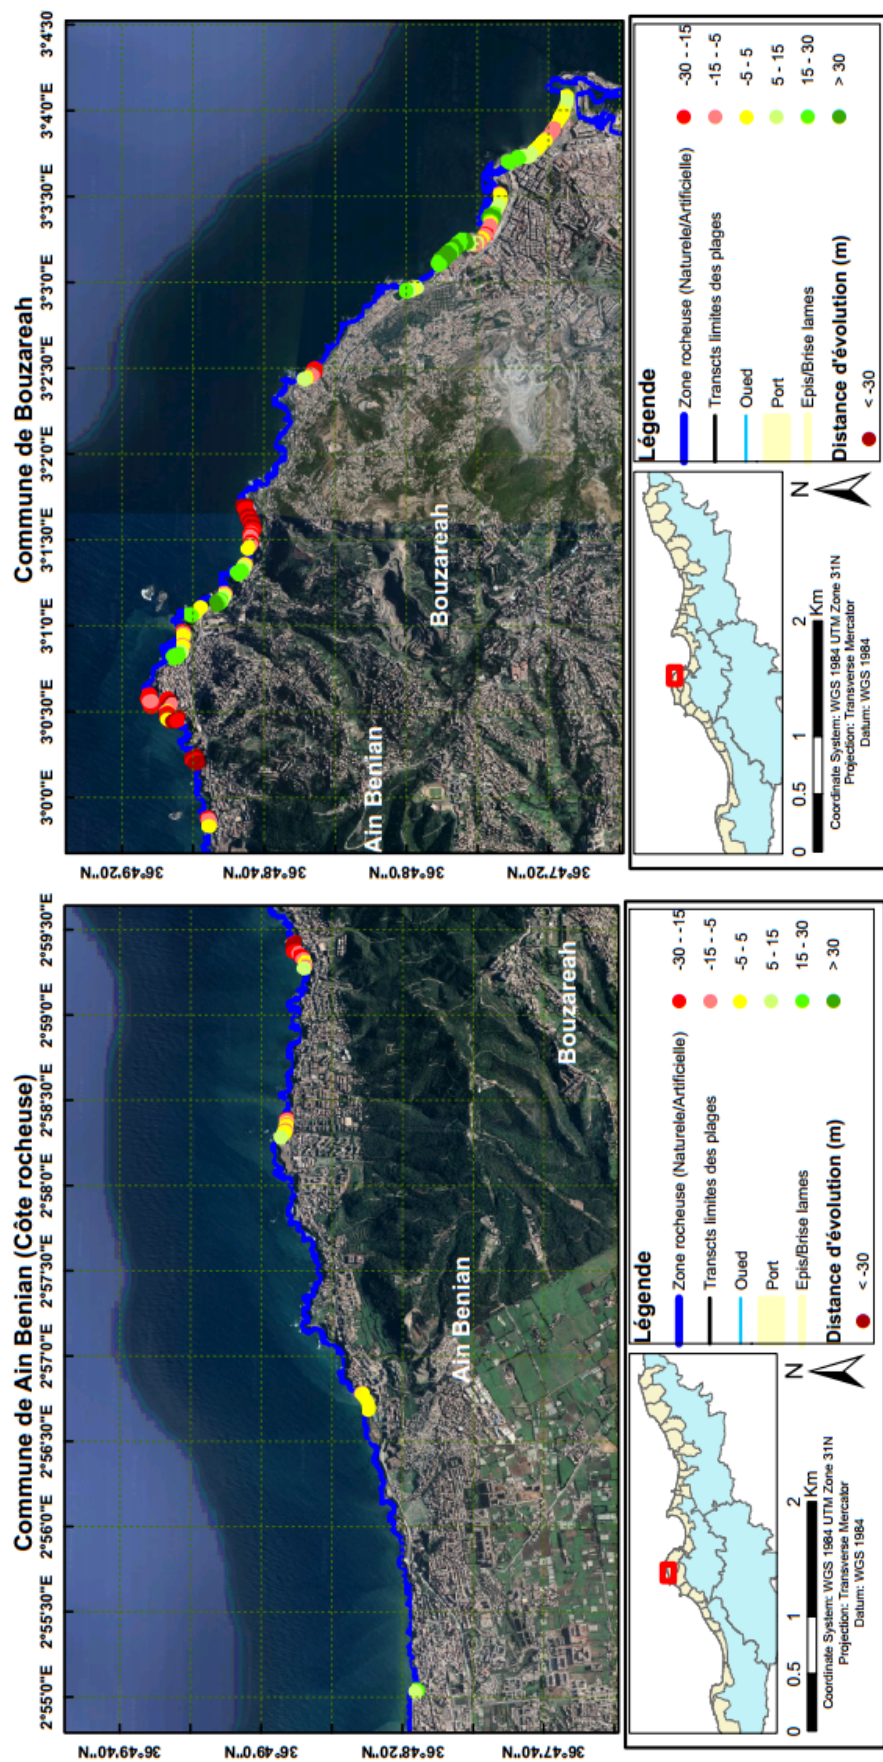 Commune de Ain Benian (Côte rocheuse)
2°55'0"E 2°55'30"E 2°56'0"E 2°56'30"E 2°57'0"E 2°57'30"E 2°58'0"E 2°58'30"E 2°59'0"E 2°59'30"E
36°49'40"N
36°49'0"N
36°48'20"N
36°47'40"N
Ain Benian
Bouzareah
N
0 0.5 1 2
Km
Coordinate System: WGS 1984 UTM Zone 31N
Projection: Transverse Mercator
Datum: WGS 1984
Légende
Zone rocheuse (Naturele/Artificielle)
Transcts limites des plages
Oued
Port
Epis/Brise lames
Distance d'évolution (m)
< -30
-30 - -15
-15 - -5
-5 - 5
5 - 15
15 - 30
> 30
Commune de Bouzareah
3°0'0"E 3°0'30"E 3°1'0"E 3°1'30"E 3°2'0"E 3°2'30"E 3°3'0"E 3°3'30"E 3°4'0"E 3°4'30"E
36°49'20"N
36°48'40"N
36°48'0"N
36°47'20"N
Ain Benian
Bouzareah
N
0 0.5 1 2
Km
Coordinate System: WGS 1984 UTM Zone 31N
Projection: Transverse Mercator
Datum: WGS 1984
Légende
Zone rocheuse (Naturele/Artificielle)
Transcts limites des plages
Oued
Port
Epis/Brise lames
Distance d'évolution (m)
< -30
-30 - -15
-15 - -5
-5 - 5
5 - 15
15 - 30
> 30